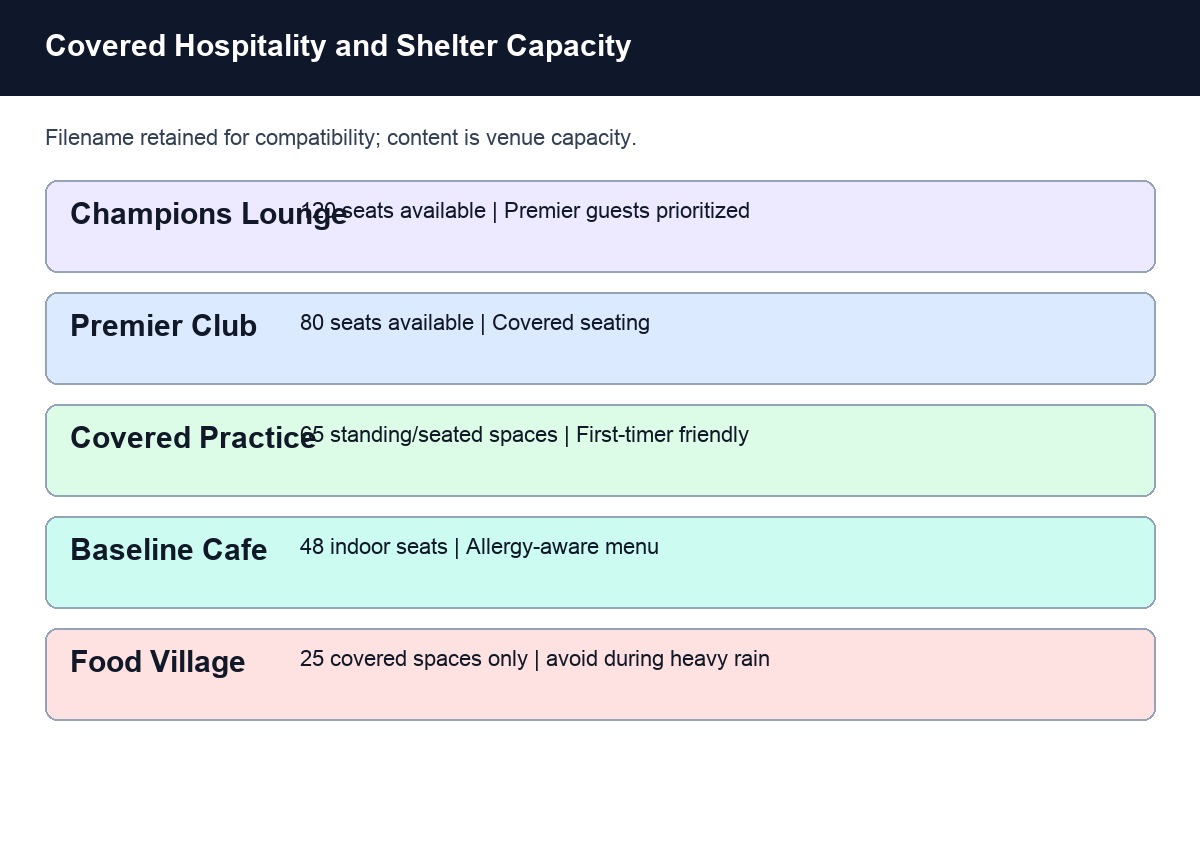 Covered Hospitality and Shelter Capacity
Filename retained for compatibility; content is venue capacity.
Champions Lounge 120 seats available | Premier guests prioritized
Premier Club 80 seats available | Covered seating
Covered Practice 65 standing/seated spaces | First-timer friendly
Baseline Cafe 48 indoor seats | Allergy-aware menu
Food Village 25 covered spaces only | avoid during heavy rain